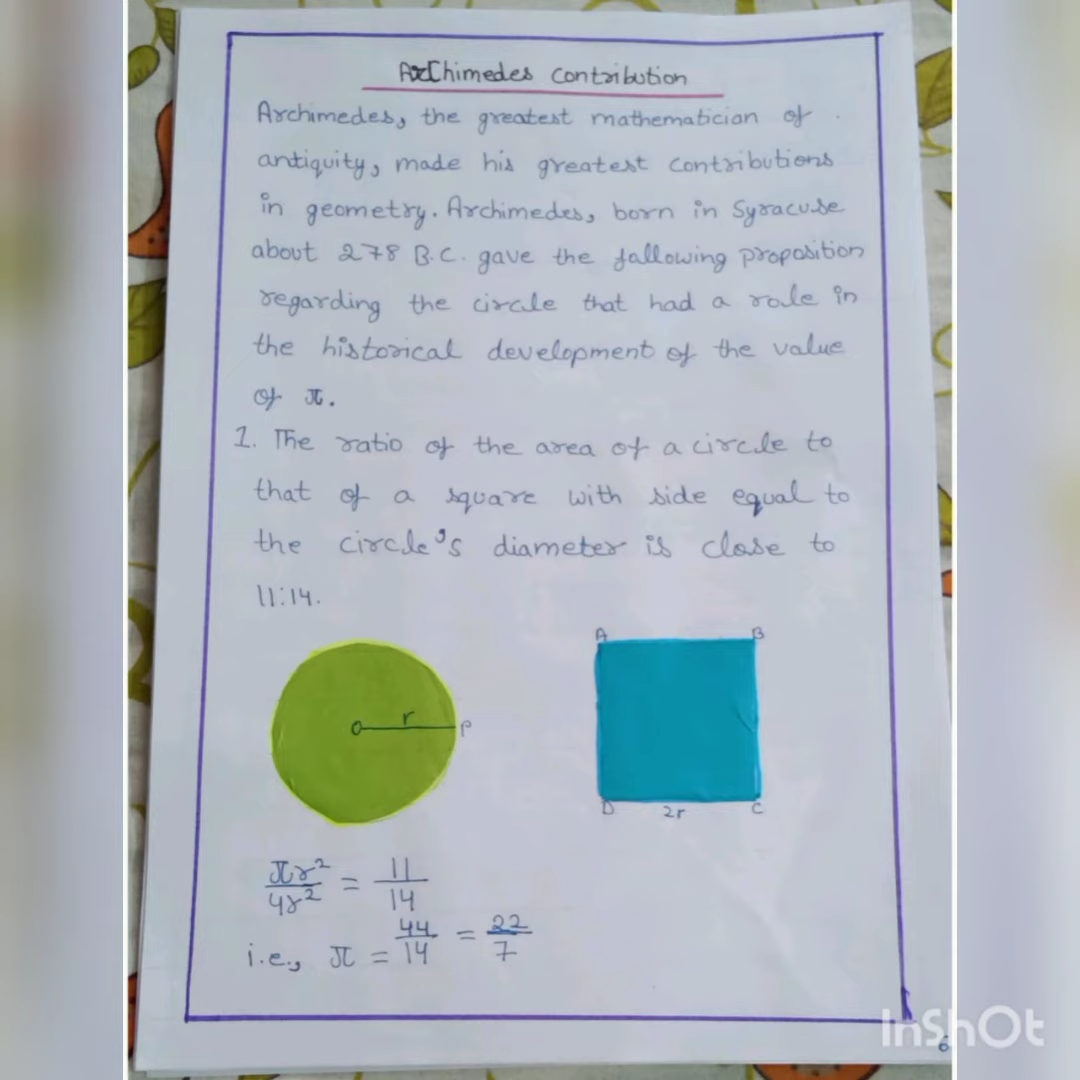 ArChimedes Contribution
Archimedes, the greatest mathematician of
antiquity, made his greatest contributions
in geometry. Archimedes, born in Syracuse
about 278 B.C. gave the fallowing proposition
regarding the circle that had a role in
the historical development of the value
of π.
1. The ratio of the area of a circle to
that of a square with side equal to
the circle's diameter is close to
11:14.
A B
O r P
D 2r C
πr²/4r² = 11/14
i.e., π = 44/14 = 22/7
InShOt
6